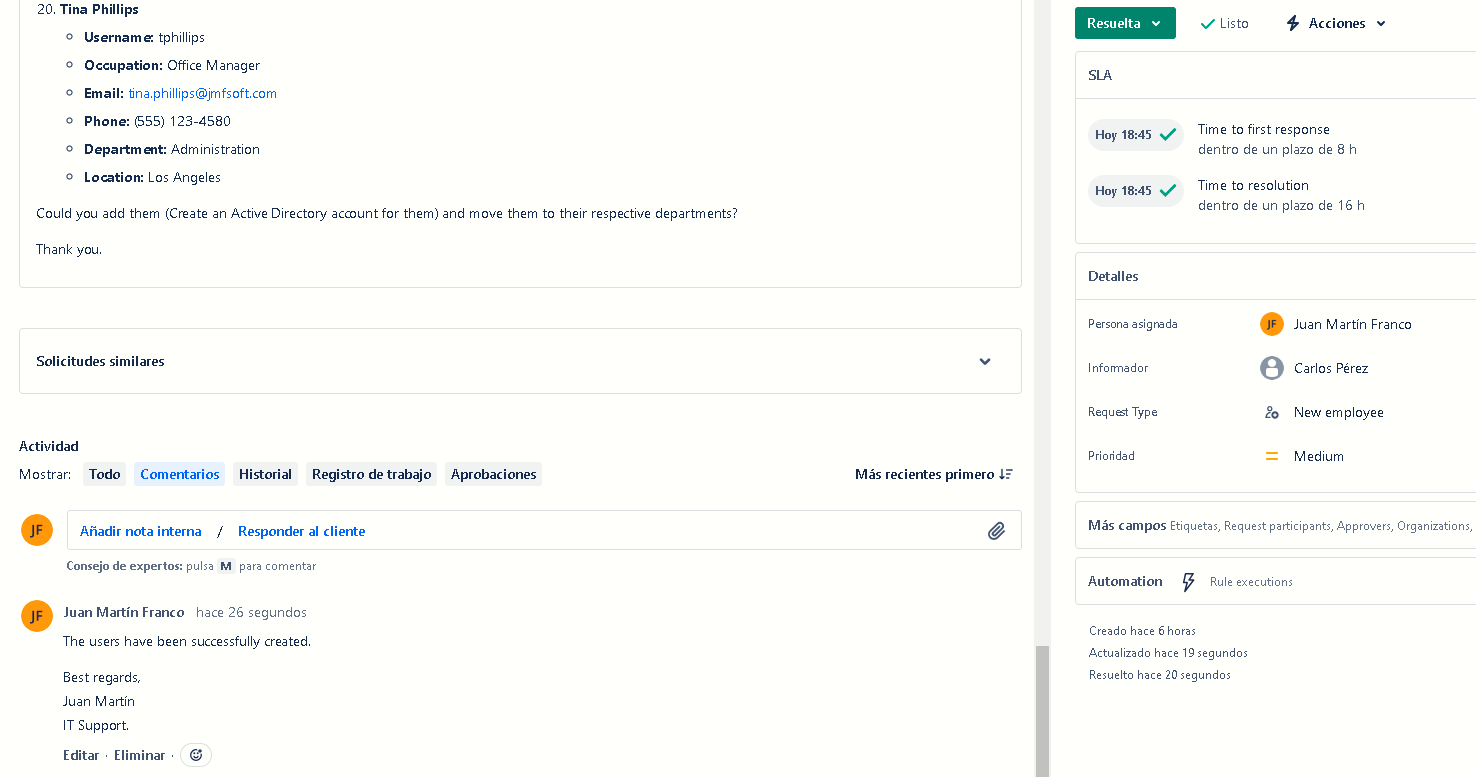 20. Tina Phillips
Username: tphillips
Occupation: Office Manager
Email: tina.phillips@jmfsoft.com
Phone: (555) 123-4580
Department: Administration
Location: Los Angeles
Could you add them (Create an Active Directory account for them) and move them to their respective departments?
Thank you.
Solicitudes similares
Actividad
Mostrar: Todo Comentarios Historial Registro de trabajo Aprobaciones Más recientes primero
JF Añadir nota interna / Responder al cliente
Consejo de expertos: pulsa M para comentar
JF Juan Martín Franco hace 26 segundos
The users have been successfully created.
Best regards,
Juan Martín
IT Support.
Editar · Eliminar ·
Resuelta Listo Acciones
SLA
Hoy 18:45 Time to first response
dentro de un plazo de 8 h
Hoy 18:45 Time to resolution
dentro de un plazo de 16 h
Detalles
Persona asignada JF Juan Martín Franco
Informador Carlos Pérez
Request Type New employee
Prioridad Medium
Más campos Etiquetas, Request participants, Approvers, Organizations,
Automation Rule executions
Creado hace 6 horas
Actualizado hace 19 segundos
Resuelto hace 20 segundos